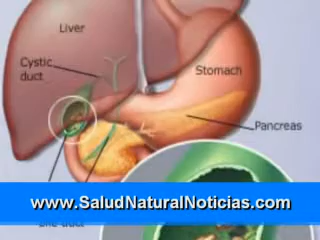 Liver
Cystic
duct
Stomach
Pancreas
www.SaludNaturalNoticias.com